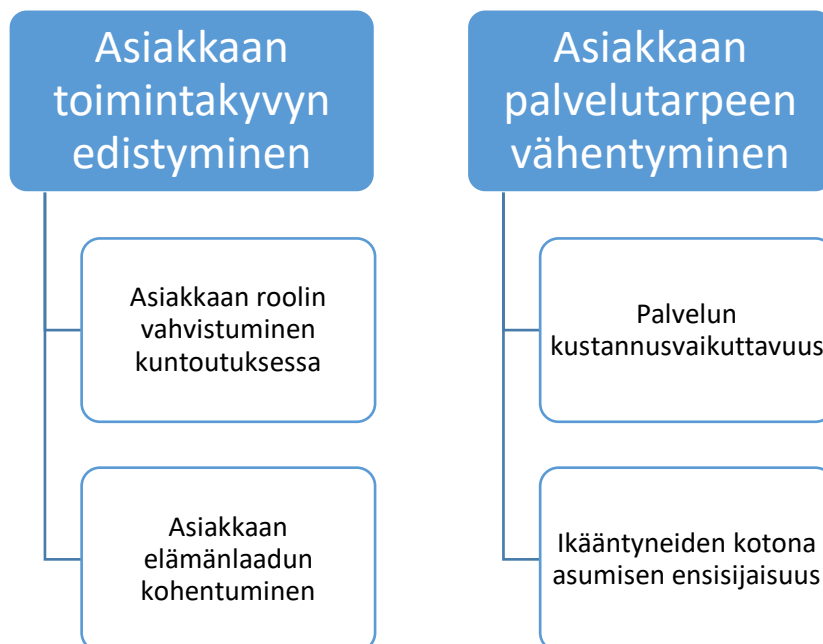 Asiakkaan
toimintakyvyn
edistyminen
Asiakkaan roolin
vahvistuminen
kuntoutuksessa
Asiakkaan
elämänlaadun
kohentuminen
Asiakkaan
palvelutarpeen
vähentyminen
Palvelun
kustannusvaikuttavuus
Ikääntyneiden kotona
asumisen ensisijaisuus